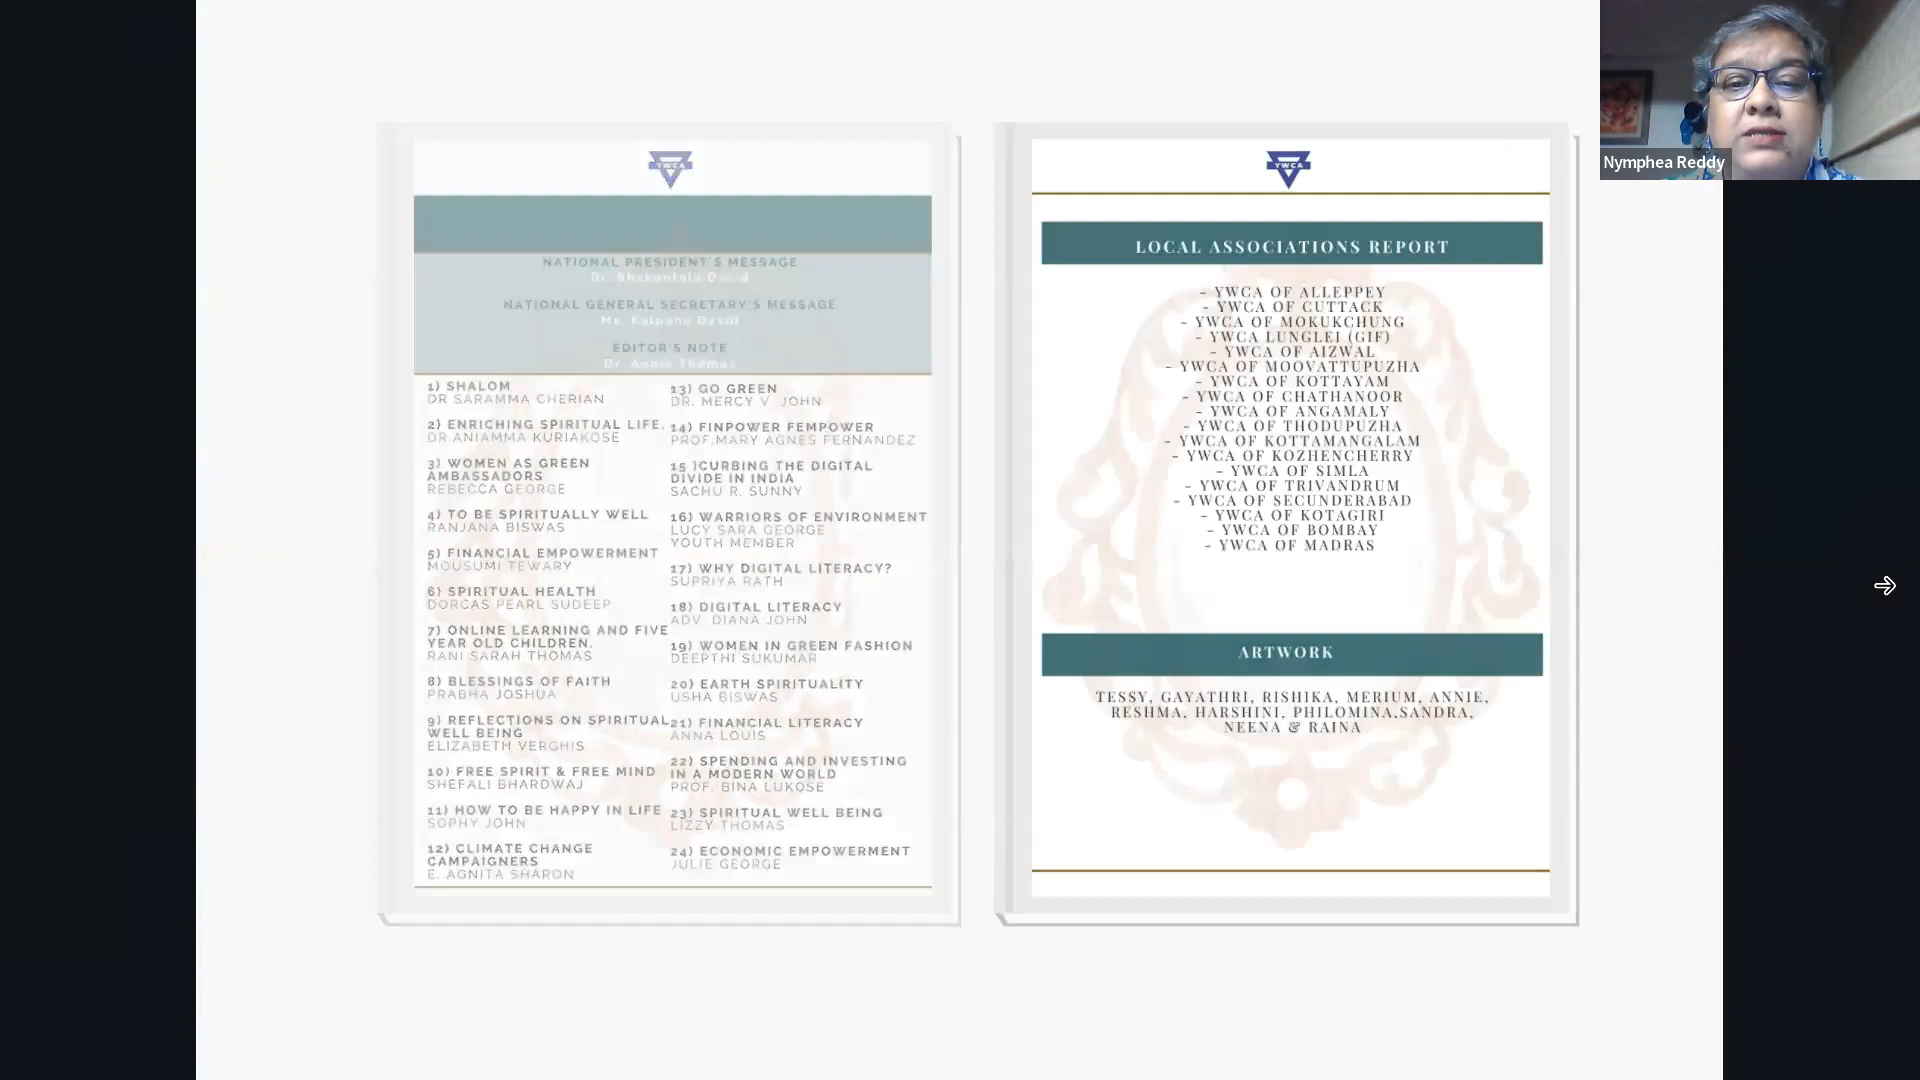 YWCA
NATIONAL PRESIDENT'S MESSAGE
Dr. Shakuntala David
NATIONAL GENERAL SECRETARY'S MESSAGE
Ms. Kalpana David
EDITOR'S NOTE
Dr. Annie Thomas
1) SHALOM
DR SARAMMA CHERIAN
2) ENRICHING SPIRITUAL LIFE.
DR.ANIAMMA KURIAKOSE
3) WOMEN AS GREEN
AMBASSADORS
REBECCA GEORGE
4) TO BE SPIRITUALLY WELL
RANJANA BISWAS
5) FINANCIAL EMPOWERMENT
MOUSUMI TEWARY
6) SPIRITUAL HEALTH
DORCAS PEARL SUDEEP
7) ONLINE LEARNING AND FIVE
YEAR OLD CHILDREN.
RANI SARAH THOMAS
8) BLESSINGS OF FAITH
PRABHA JOSHUA
9) REFLECTIONS ON SPIRITUAL
WELL BEING
ELIZABETH VERGHIS
10) FREE SPIRIT & FREE MIND
SHEFALI BHARDWAJ
11) HOW TO BE HAPPY IN LIFE
SOPHY JOHN
12) CLIMATE CHANGE
CAMPAIGNERS
E. AGNITA SHARON
13) GO GREEN
DR. MERCY V. JOHN
14) FINPOWER FEMPOWER
PROF.MARY AGNES FERNANDEZ
15 )CURBING THE DIGITAL
DIVIDE IN INDIA
SACHU R. SUNNY
16) WARRIORS OF ENVIRONMENT
LUCY SARA GEORGE
YOUTH MEMBER
17) WHY DIGITAL LITERACY?
SUPRIYA RATH
18) DIGITAL LITERACY
ADV. DIANA JOHN
19) WOMEN IN GREEN FASHION
DEEPTHI SUKUMAR
20) EARTH SPIRITUALITY
USHA BISWAS
21) FINANCIAL LITERACY
ANNA LOUIS
22) SPENDING AND INVESTING
IN A MODERN WORLD
PROF. BINA LUKOSE
23) SPIRITUAL WELL BEING
LIZZY THOMAS
24) ECONOMIC EMPOWERMENT
JULIE GEORGE
YWCA
LOCAL ASSOCIATIONS REPORT
- YWCA OF ALLEPPEY
- YWCA OF CUTTACK
- YWCA OF MOKUKCHUNG
- YWCA LUNGLEI (GIF)
- YWCA OF AIZWAL
- YWCA OF MOOVATTUPUZHA
- YWCA OF KOTTAYAM
- YWCA OF CHATHANOOR
- YWCA OF ANGAMALY
- YWCA OF THODUPUZHA
- YWCA OF KOTTAMANGALAM
- YWCA OF KOZHENCHERRY
- YWCA OF SIMLA
- YWCA OF TRIVANDRUM
- YWCA OF SECUNDERABAD
- YWCA OF KOTAGIRI
- YWCA OF BOMBAY
- YWCA OF MADRAS
ARTWORK
TESSY, GAYATHRI, RISHIKA, MERIUM, ANNIE,
RESHMA, HARSHINI, PHILOMINA,SANDRA,
NEENA & RAINA
Nymphea Reddy